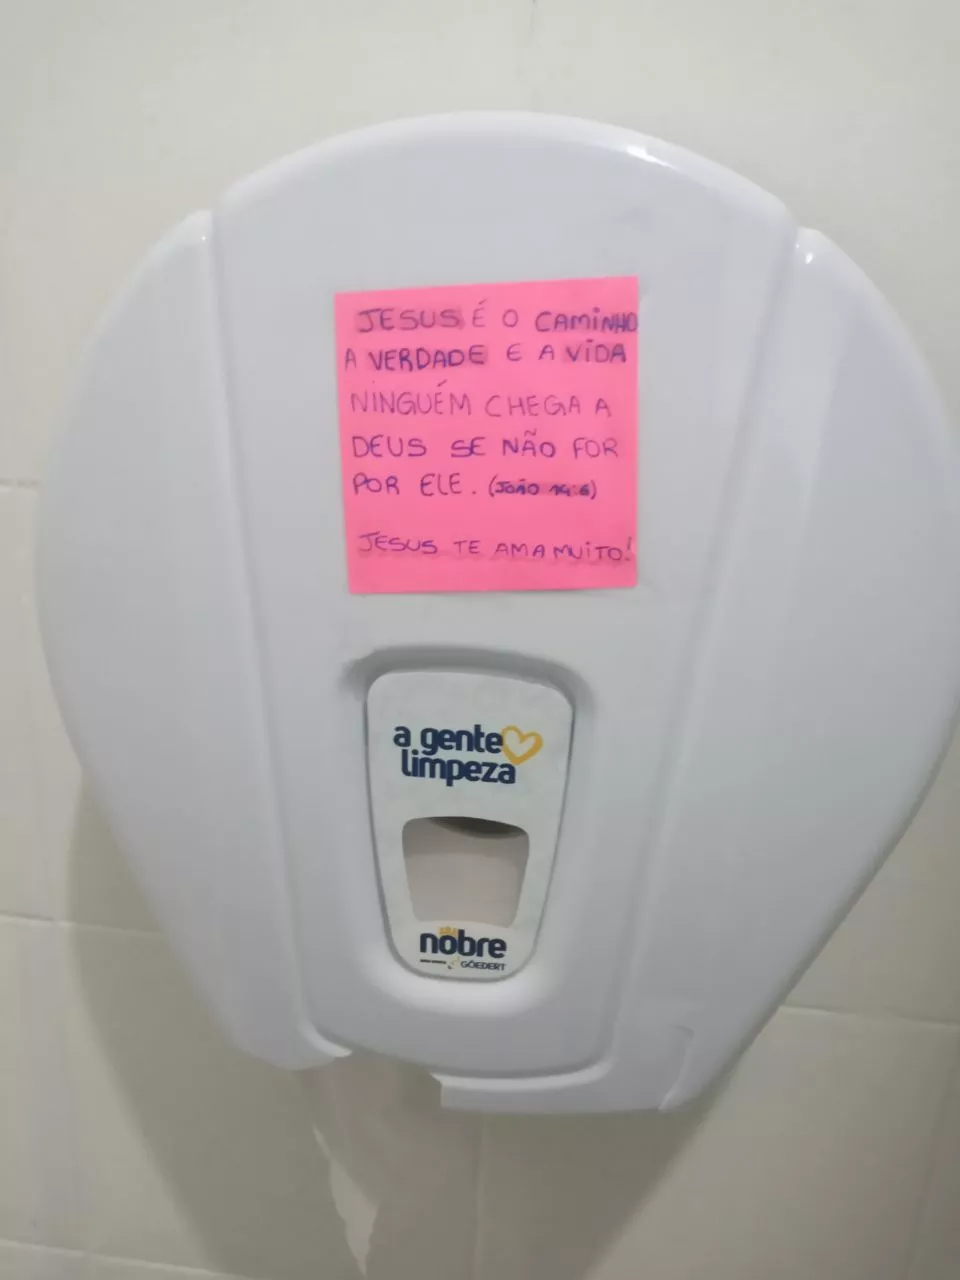 JESUS É O CAMINHO
A VERDADE E A VIDA
NINGUÉM CHEGA A
DEUS SE NÃO FOR
POR ELE. (JOÃO 14:6)
JESUS TE AMA MUITO!
a gente
limpeza
nobre
GÖEDERT